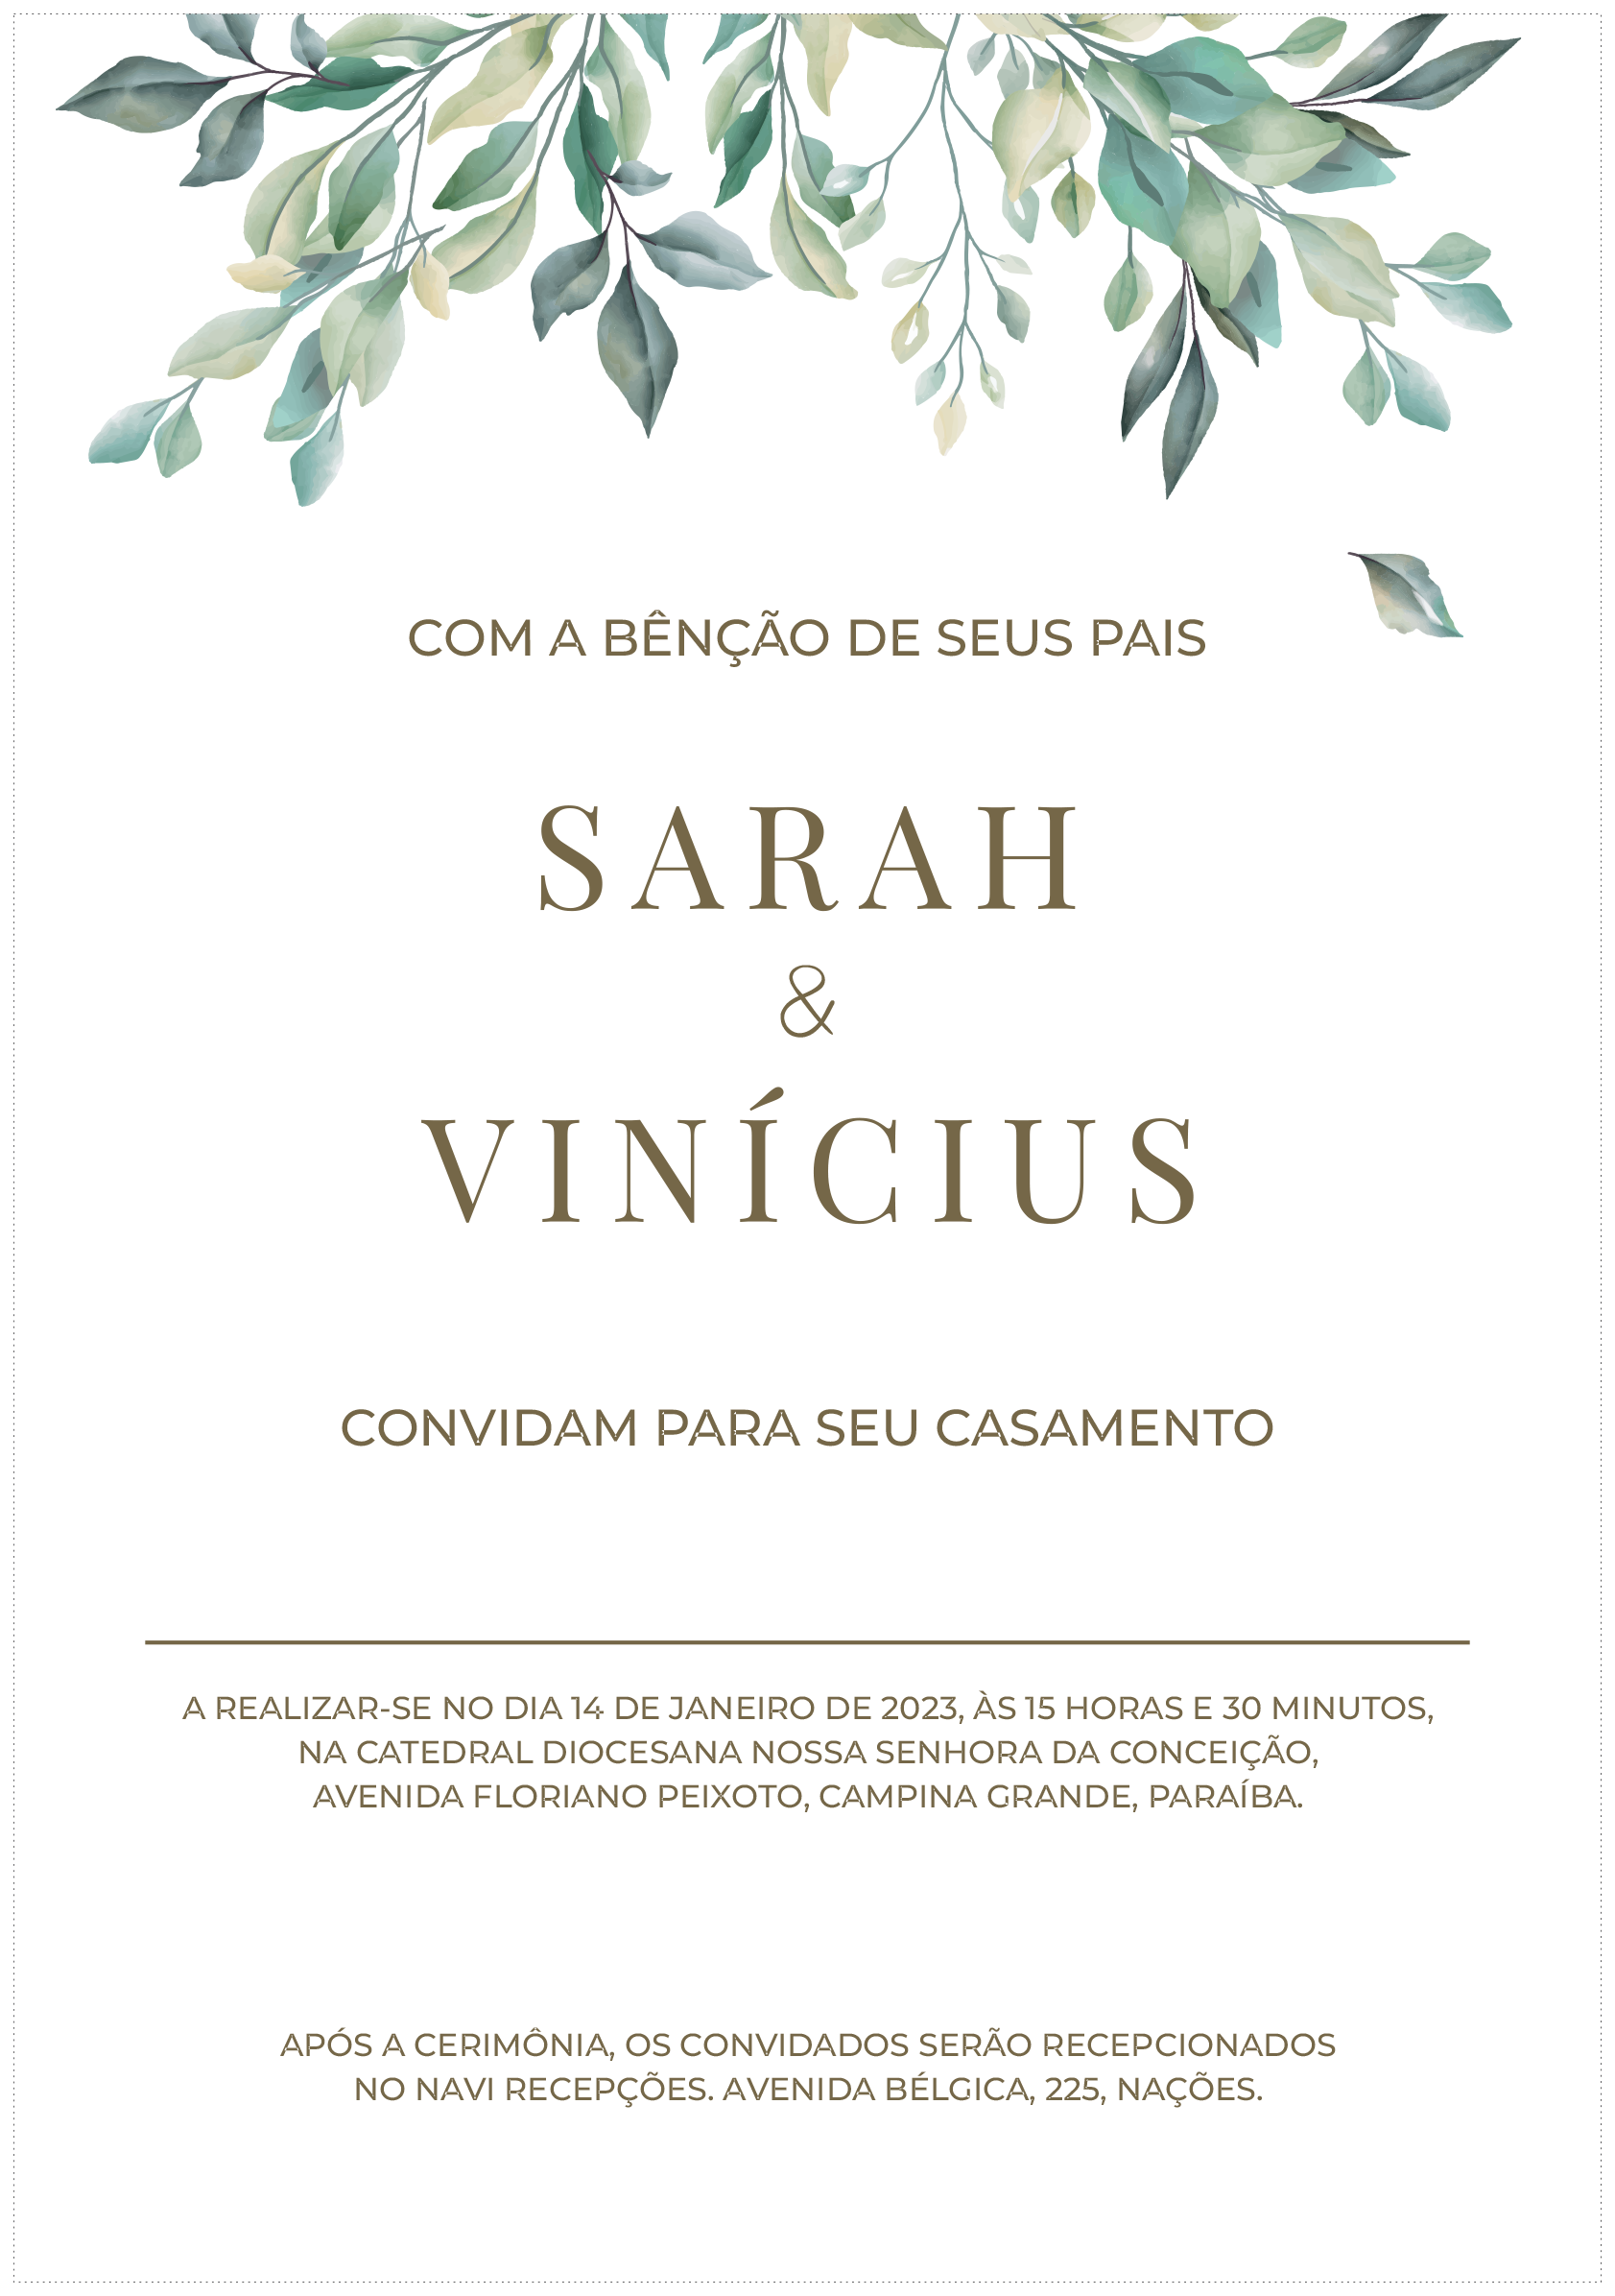 COM A BÊNÇÃO DE SEUS PAIS
SARAH
&
VINÍCIUS
CONVIDAM PARA SEU CASAMENTO
A REALIZAR-SE NO DIA 14 DE JANEIRO DE 2023, ÀS 15 HORAS E 30 MINUTOS,
NA CATEDRAL DIOCESANA NOSSA SENHORA DA CONCEIÇÃO,
AVENIDA FLORIANO PEIXOTO, CAMPINA GRANDE, PARAÍBA.
APÓS A CERIMÔNIA, OS CONVIDADOS SERÃO RECEPCIONADOS
NO NAVI RECEPÇÕES. AVENIDA BÉLGICA, 225, NAÇÕES.